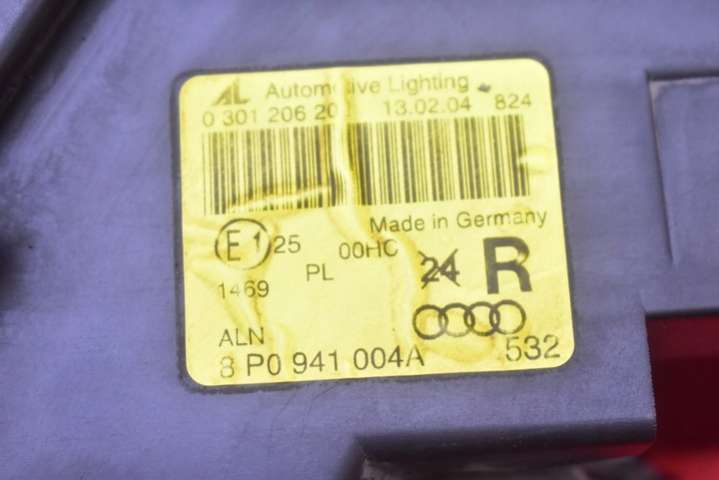 AL Automotive Lighting
0 301 206 20 13.02.04 824
Made in Germany
E1 25 00HC 24 R
1469 PL
ALN
8 P0 941 004A 532